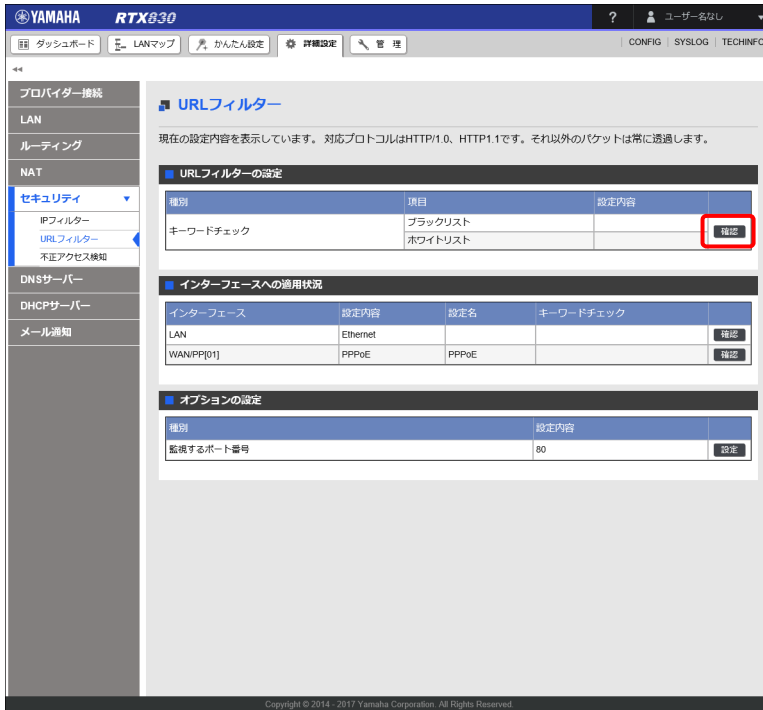 YAMAHA RTX830 ? ユーザー名なし
ダッシュボード LANマップ かんたん設定 詳細設定 管 理 CONFIG SYSLOG TECHINFO
プロバイダー接続
LAN
ルーティング
NAT
セキュリティ
IPフィルター
URLフィルター
不正アクセス検知
DNSサーバー
DHCPサーバー
メール通知
URLフィルター
現在の設定内容を表示しています。 対応プロトコルはHTTP/1.0、HTTP1.1です。それ以外のパケットは常に透過します。
URLフィルターの設定
種別 項目 設定内容
キーワードチェック ブラックリスト 確認
ホワイトリスト
インターフェースへの適用状況
インターフェース 設定内容 設定名 キーワードチェック
LAN Ethernet 確認
WAN/PP[01] PPPoE PPPoE 確認
オプションの設定
種別 設定内容
監視するポート番号 80 設定
Copyright © 2014 - 2017 Yamaha Corporation. All Rights Reserved.